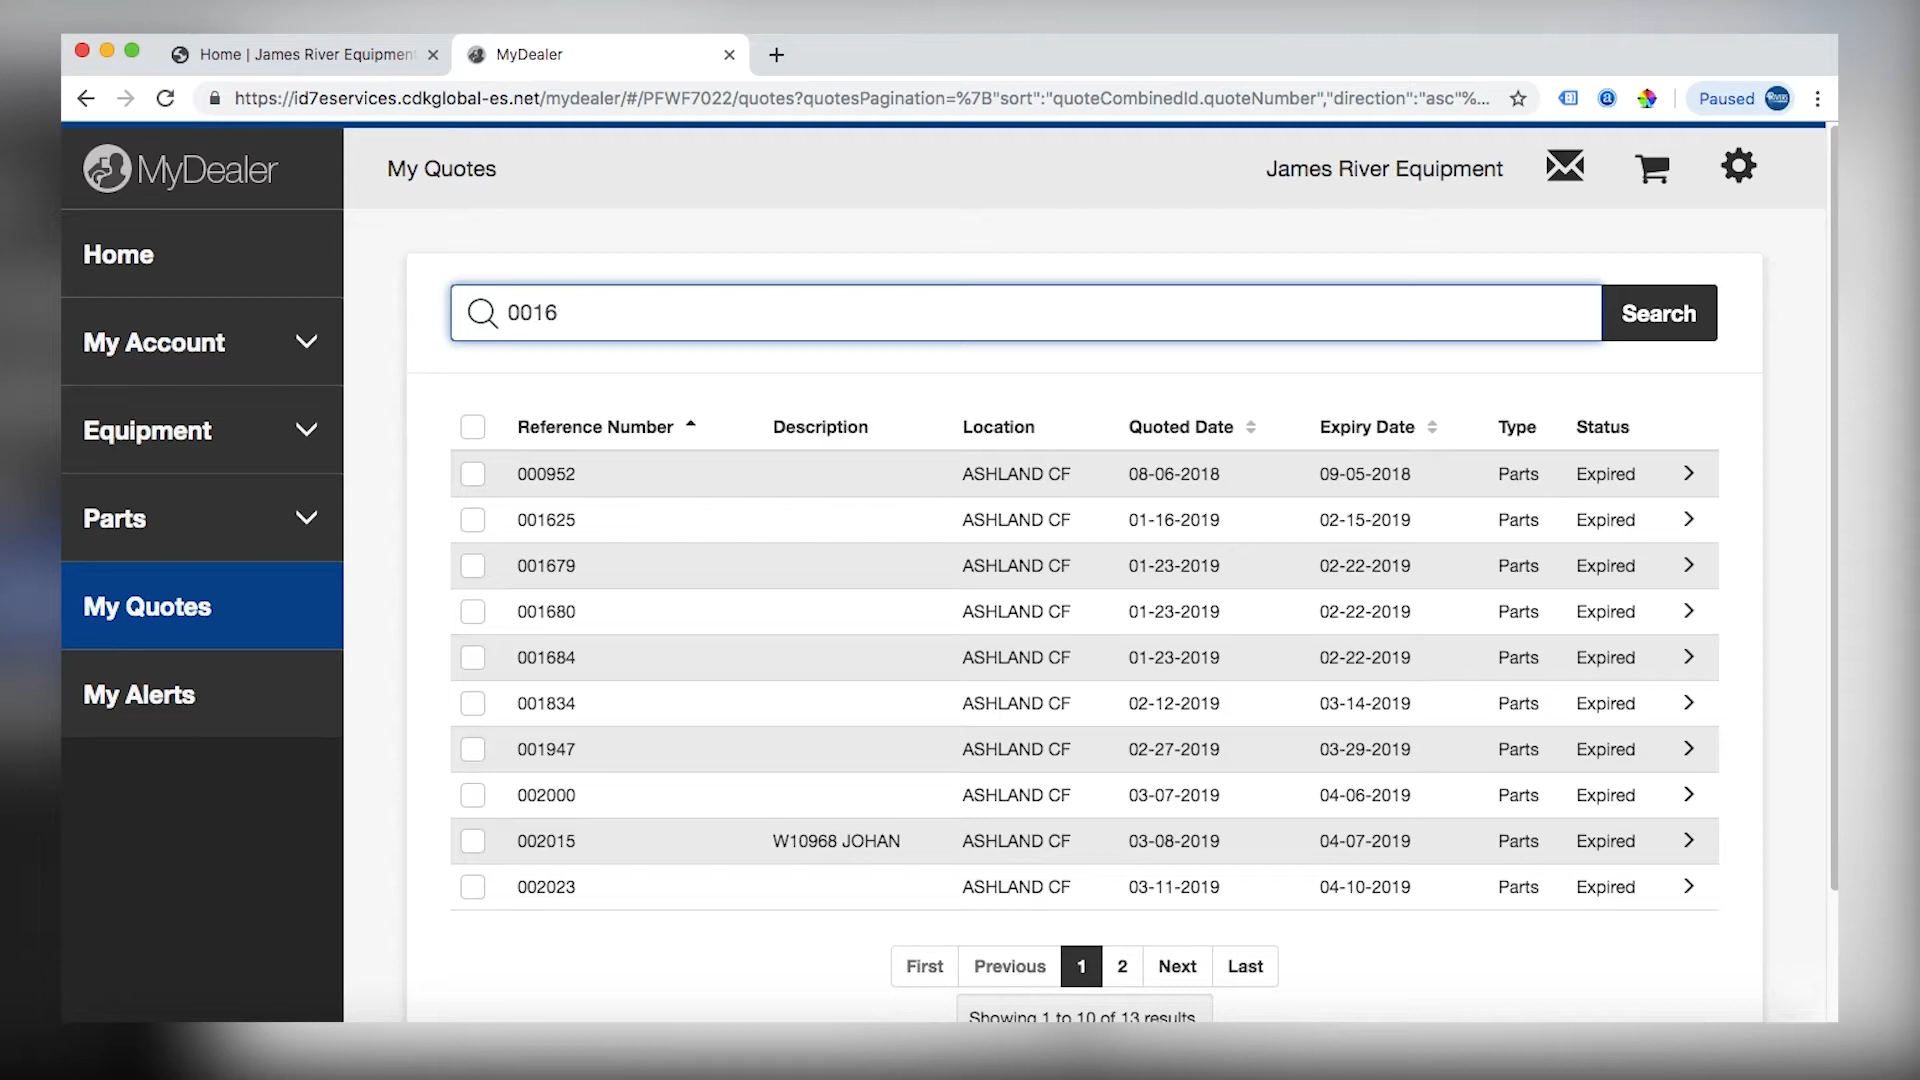 Home | James River Equipment
MyDealer
https://id7eservices.cdkglobal-es.net/mydealer/#/PFWF7022/quotes?quotesPagination=%7B"sort":"quoteCombinedId.quoteNumber","direction":"asc"%...
Paused
MyDealer
My Quotes
James River Equipment
Home
My Account
Equipment
Parts
My Quotes
My Alerts
0016
Search
Reference Number Description Location Quoted Date Expiry Date Type Status
000952 ASHLAND CF 08-06-2018 09-05-2018 Parts Expired
001625 ASHLAND CF 01-16-2019 02-15-2019 Parts Expired
001679 ASHLAND CF 01-23-2019 02-22-2019 Parts Expired
001680 ASHLAND CF 01-23-2019 02-22-2019 Parts Expired
001684 ASHLAND CF 01-23-2019 02-22-2019 Parts Expired
001834 ASHLAND CF 02-12-2019 03-14-2019 Parts Expired
001947 ASHLAND CF 02-27-2019 03-29-2019 Parts Expired
002000 ASHLAND CF 03-07-2019 04-06-2019 Parts Expired
002015 W10968 JOHAN ASHLAND CF 03-08-2019 04-07-2019 Parts Expired
002023 ASHLAND CF 03-11-2019 04-10-2019 Parts Expired
First Previous 1 2 Next Last
Showing 1 to 10 of 13 results